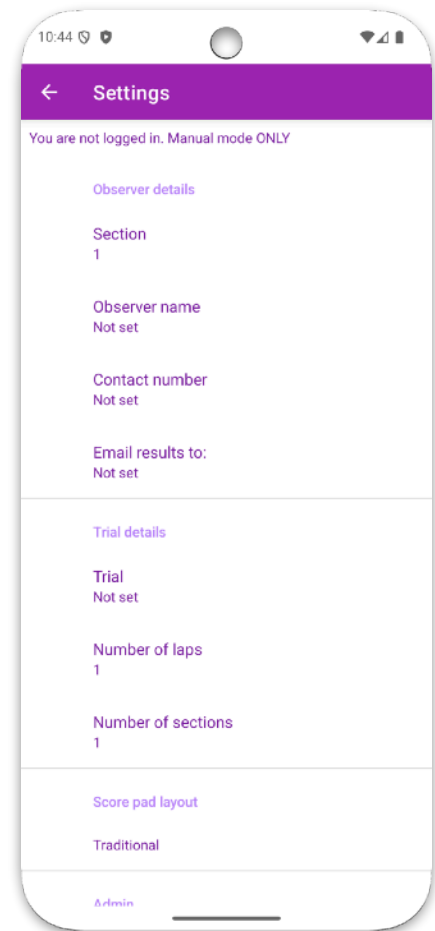 10:44
Settings
You are not logged in. Manual mode ONLY
Observer details
Section
1
Observer name
Not set
Contact number
Not set
Email results to:
Not set
Trial details
Trial
Not set
Number of laps
1
Number of sections
1
Score pad layout
Traditional
Admin